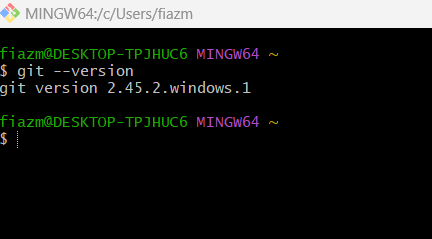 MINGW64:/c/Users/fiazm
fiazm@DESKTOP-TPJHUC6 MINGW64 ~
$ git --version
git version 2.45.2.windows.1
fiazm@DESKTOP-TPJHUC6 MINGW64 ~
$